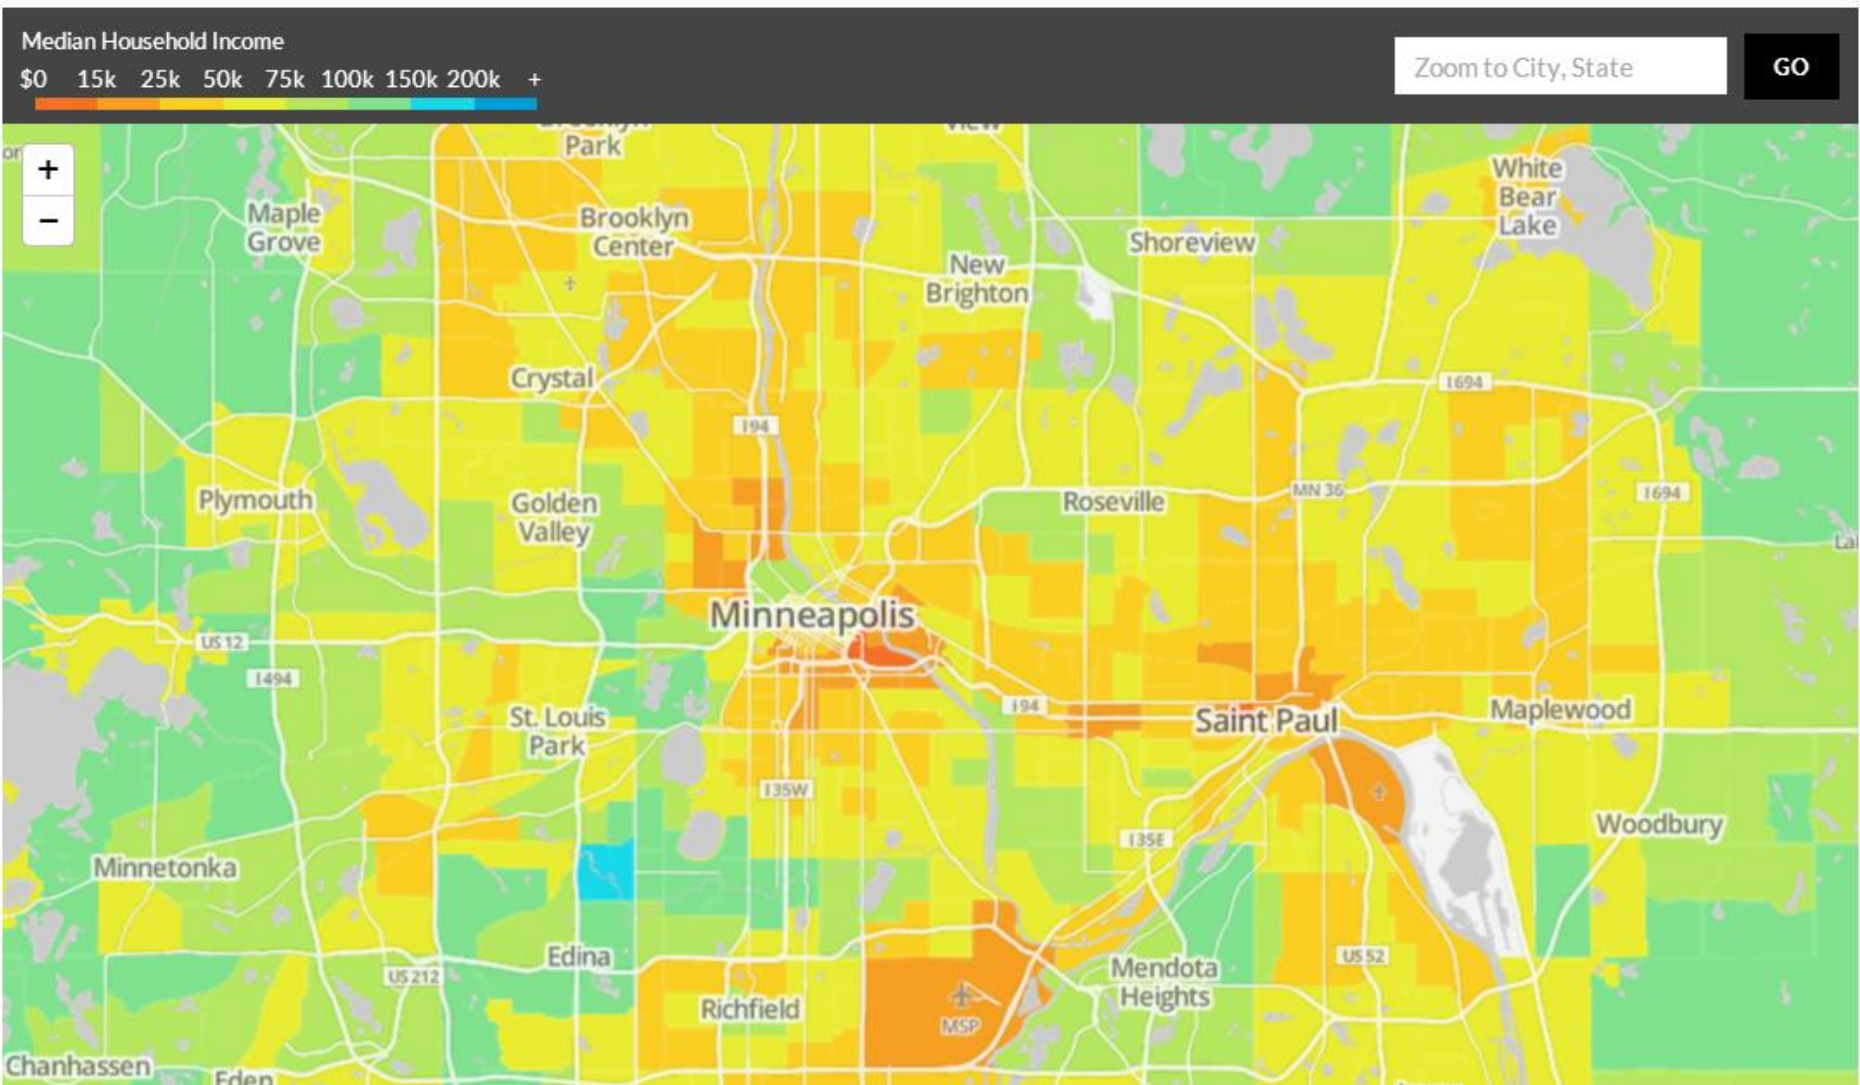 Median Household Income
$0 15k 25k 50k 75k 100k 150k 200k +
Zoom to City, State
GO
+
−
Brooklyn
Park
View
White
Bear
Lake
Maple
Grove
Brooklyn
Center
Shoreview
New
Brighton
Crystal
I694
I94
Plymouth
Golden
Valley
Roseville
MN 36
I694
Minneapolis
US 12
I494
St. Louis
Park
I94
Saint Paul
Maplewood
I35W
I35E
Woodbury
Minnetonka
Edina
US 212
US 52
Mendota
Heights
Richfield
MSP
Chanhassen
Eden